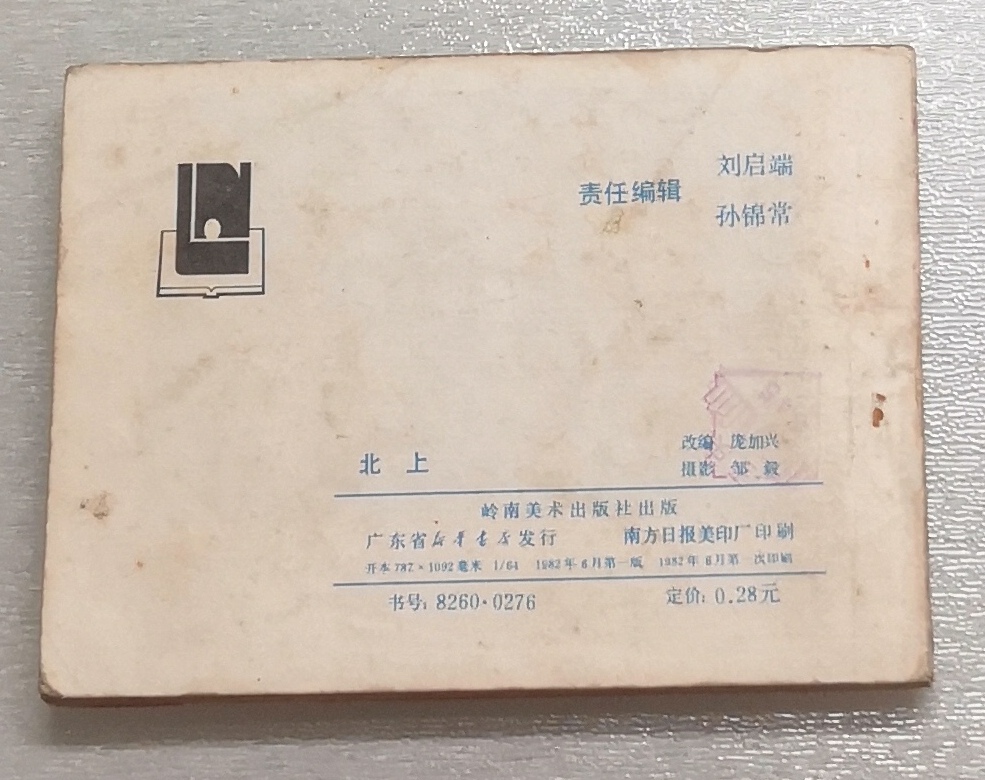 责任编辑 刘启端
孙锦常
北 上
改编 庞加兴
摄影 邹 毅
岭南美术出版社出版
广东省新华书店发行 南方日报美印厂印刷
开本 787×1092毫米 1/64 1982年6月第一版 1982年6月第一次印刷
书号: 8260·0276 定价: 0.28元